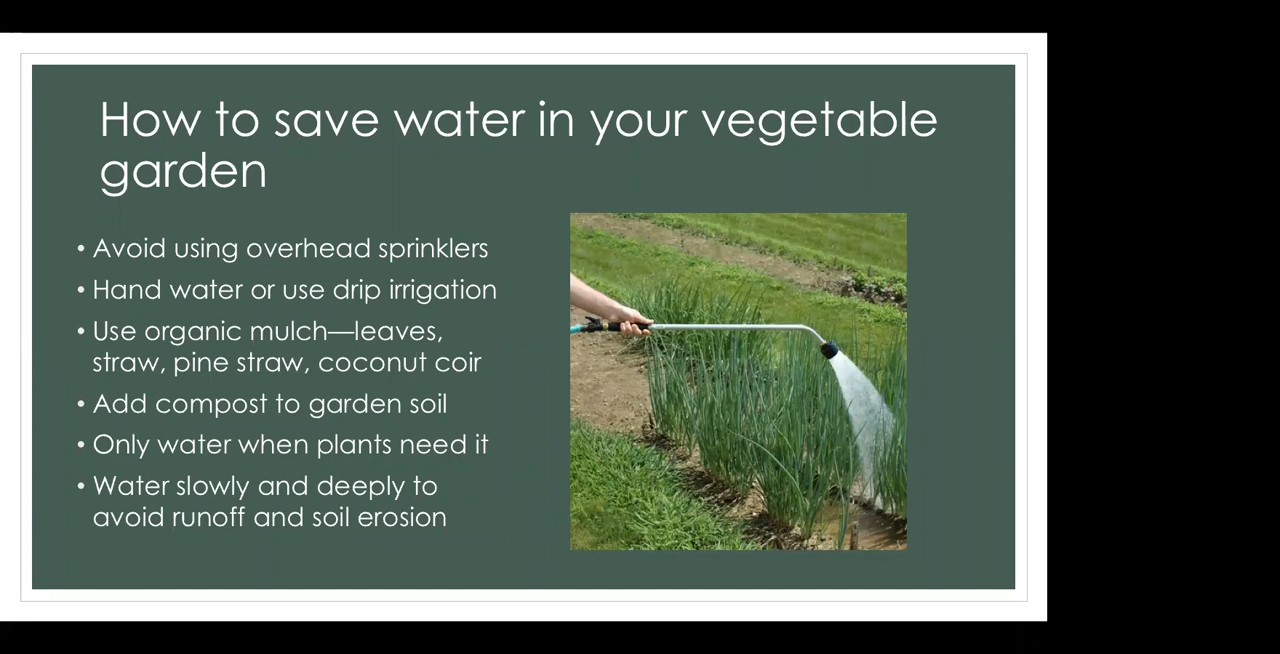 How to save water in your vegetable
garden
• Avoid using overhead sprinklers
• Hand water or use drip irrigation
• Use organic mulch—leaves,
straw, pine straw, coconut coir
• Add compost to garden soil
• Only water when plants need it
• Water slowly and deeply to
avoid runoff and soil erosion